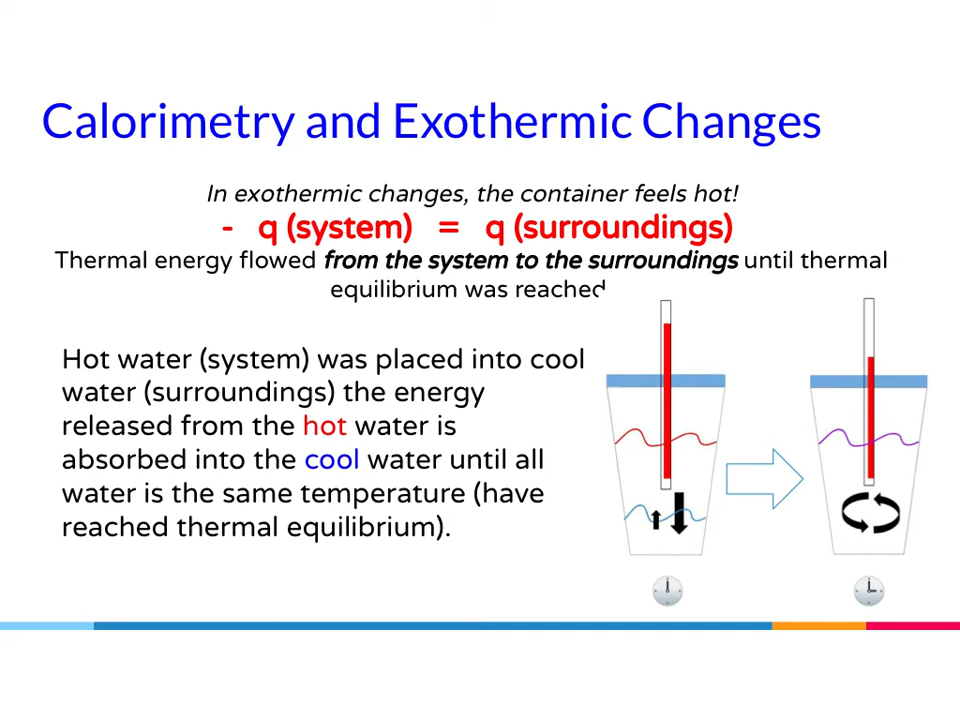 Calorimetry and Exothermic Changes
In exothermic changes, the container feels hot!
- q (system) = q (surroundings)
Thermal energy flowed from the system to the surroundings until thermal
equilibrium was reached
Hot water (system) was placed into cool
water (surroundings) the energy
released from the hot water is
absorbed into the cool water until all
water is the same temperature (have
reached thermal equilibrium).